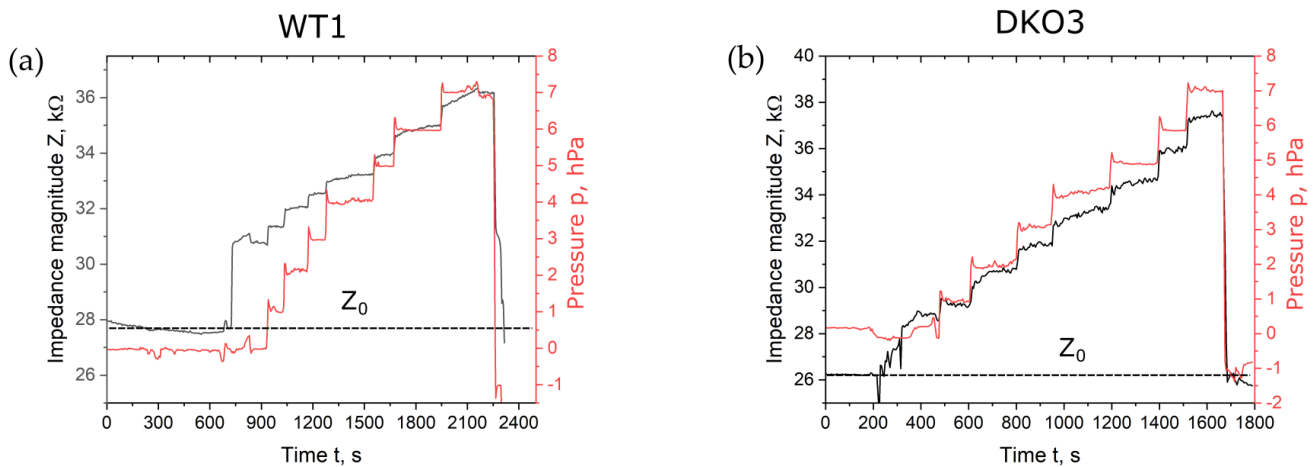 WT1
(a)
Impedance magnitude Z, kΩ
36
34
32
30
28
26
Z0
8
7
6
5
4
3
2
1
0
-1
Pressure p, hPa
0 300 600 900 1200 1500 1800 2100 2400
Time t, s
DKO3
(b)
Impedance magnitude Z, kΩ
40
38
36
34
32
30
28
26
Z0
8
7
6
5
4
3
2
1
0
-1
-2
Pressure p, hPa
0 200 400 600 800 1000 1200 1400 1600 1800
Time t, s